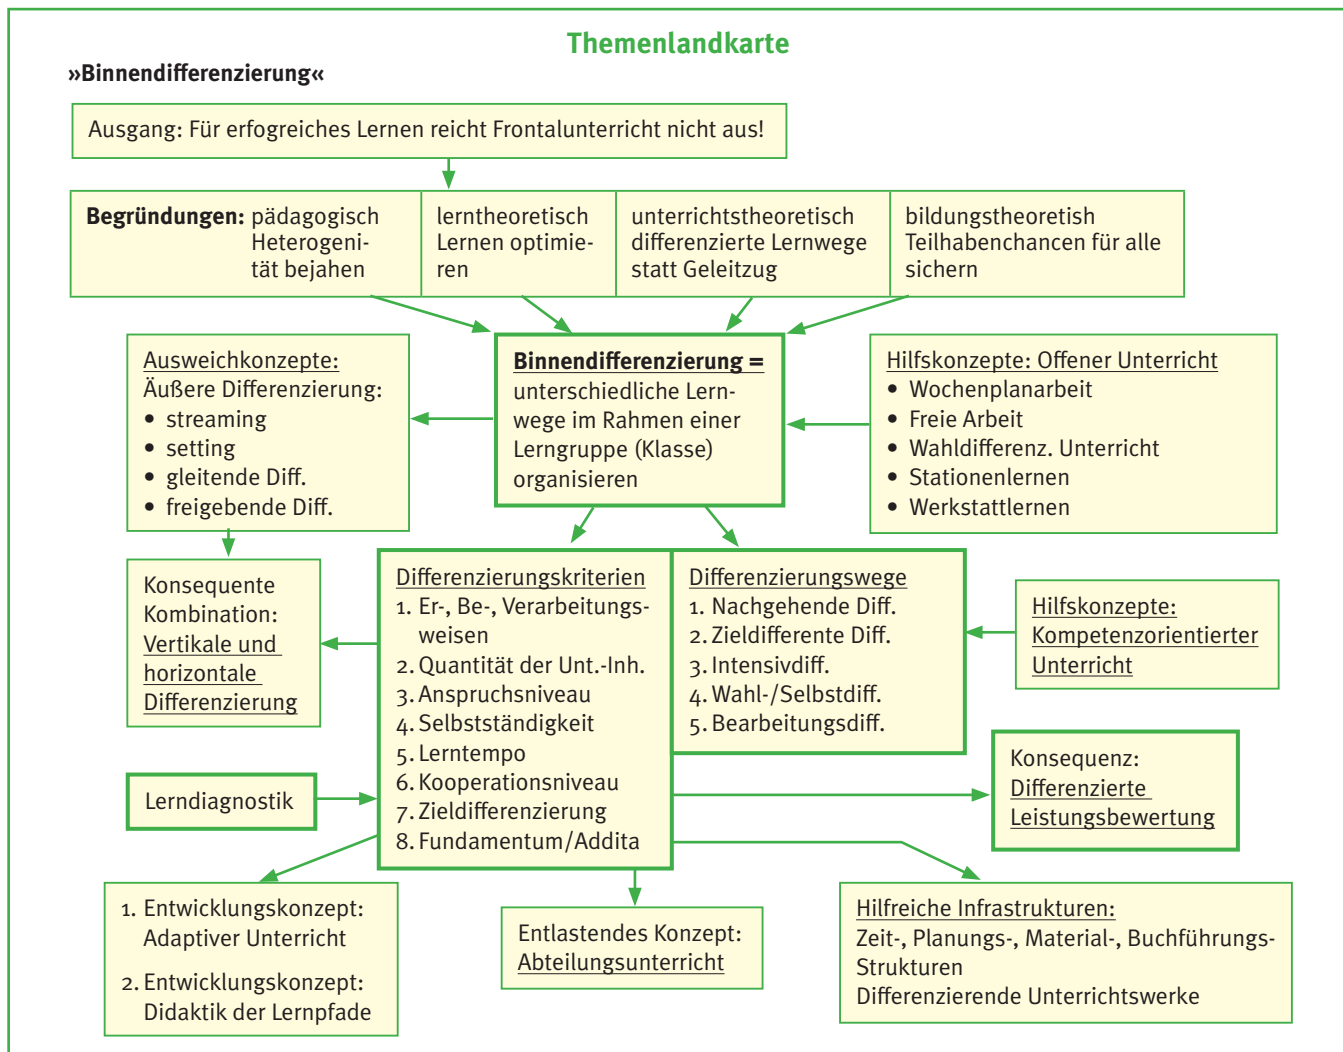 Themenlandkarte
»Binnendifferenzierung«
Ausgang: Für erfogreiches Lernen reicht Frontalunterricht nicht aus!
Begründungen: pädagogisch
Heterogeni-
tät bejahen
lerntheoretisch
Lernen optimie-
ren
unterrichtstheoretisch
differenzierte Lernwege
statt Geleitzug
bildungstheoretish
Teilhabenchancen für alle
sichern
Ausweichkonzepte:
Äußere Differenzierung:
• streaming
• setting
• gleitende Diff.
• freigebende Diff.
Binnendifferenzierung =
unterschiedliche Lern-
wege im Rahmen einer
Lerngruppe (Klasse)
organisieren
Hilfskonzepte: Offener Unterricht
• Wochenplanarbeit
• Freie Arbeit
• Wahldifferenz. Unterricht
• Stationenlernen
• Werkstattlernen
Konsequente
Kombination:
Vertikale und
horizontale
Differenzierung
Differenzierungskriterien
1. Er-, Be-, Verarbeitungs-
weisen
2. Quantität der Unt.-Inh.
3. Anspruchsniveau
4. Selbstständigkeit
5. Lerntempo
6. Kooperationsniveau
7. Zieldifferenzierung
8. Fundamentum/Addita
Differenzierungswege
1. Nachgehende Diff.
2. Zieldifferente Diff.
3. Intensivdiff.
4. Wahl-/Selbstdiff.
5. Bearbeitungsdiff.
Hilfskonzepte:
Kompetenzorientierter
Unterricht
Lerndiagnostik
Konsequenz:
Differenzierte
Leistungsbewertung
1. Entwicklungskonzept:
Adaptiver Unterricht
2. Entwicklungskonzept:
Didaktik der Lernpfade
Entlastendes Konzept:
Abteilungsunterricht
Hilfreiche Infrastrukturen:
Zeit-, Planungs-, Material-, Buchführungs-
Strukturen
Differenzierende Unterrichtswerke